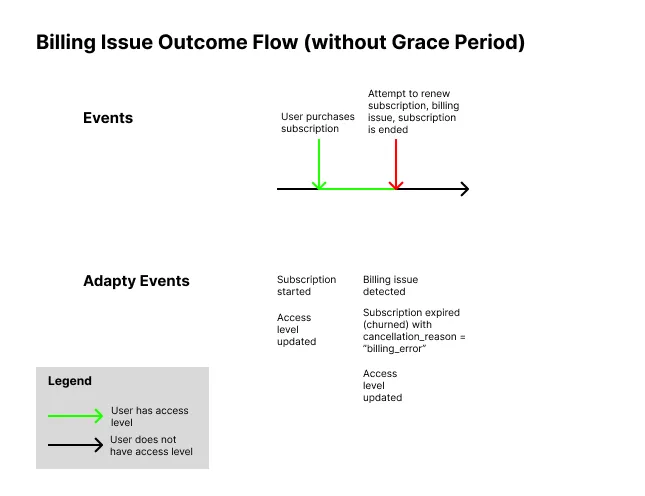 Billing Issue Outcome Flow (without Grace Period)
Events
User purchases
subscription
Attempt to renew
subscription, billing
issue, subscription
is ended
Adapty Events
Subscription
started
Access
level
updated
Billing issue
detected
Subscription expired
(churned) with
cancellation_reason =
“billing_error”
Access
level
updated
Legend
User has access
level
User does not
have access level